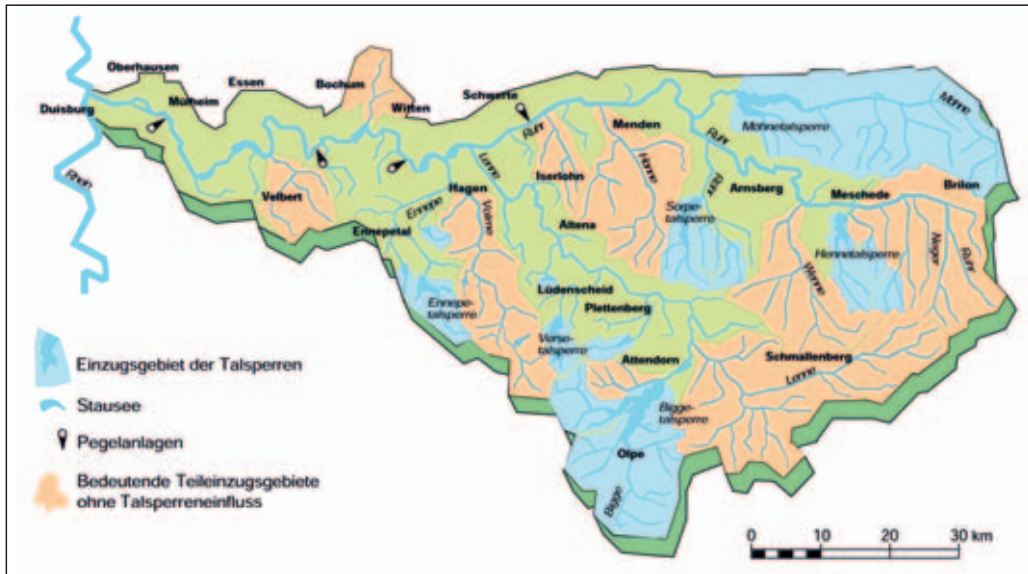 Oberhausen
Essen
Bochum
Duisburg
Mülheim
Witten
Schwerte
Ruhr
Menden
Ruhr
Möhnetalsperre
Möhne
Rhein
Velbert
Hagen
Lenne
Iserlohn
Hönne
Röhr
Arnsberg
Meschede
Brilon
Ennepe
Volme
Sorpe-
talsperre
Ennepetal
Altena
Hennetalsperre
Wenne
Neger
Ruhr
Ennepe-
talsperre
Lüdenscheid
Plettenberg
Verse-
talsperre
Attendorn
Schmallenberg
Lenne
Bigge-
talsperre
Olpe
Bigge
Einzugsgebiet der Talsperren
Stausee
Pegelanlagen
Bedeutende Teileinzugsgebiete
ohne Talsperreneinfluss
0 10 20 30 km